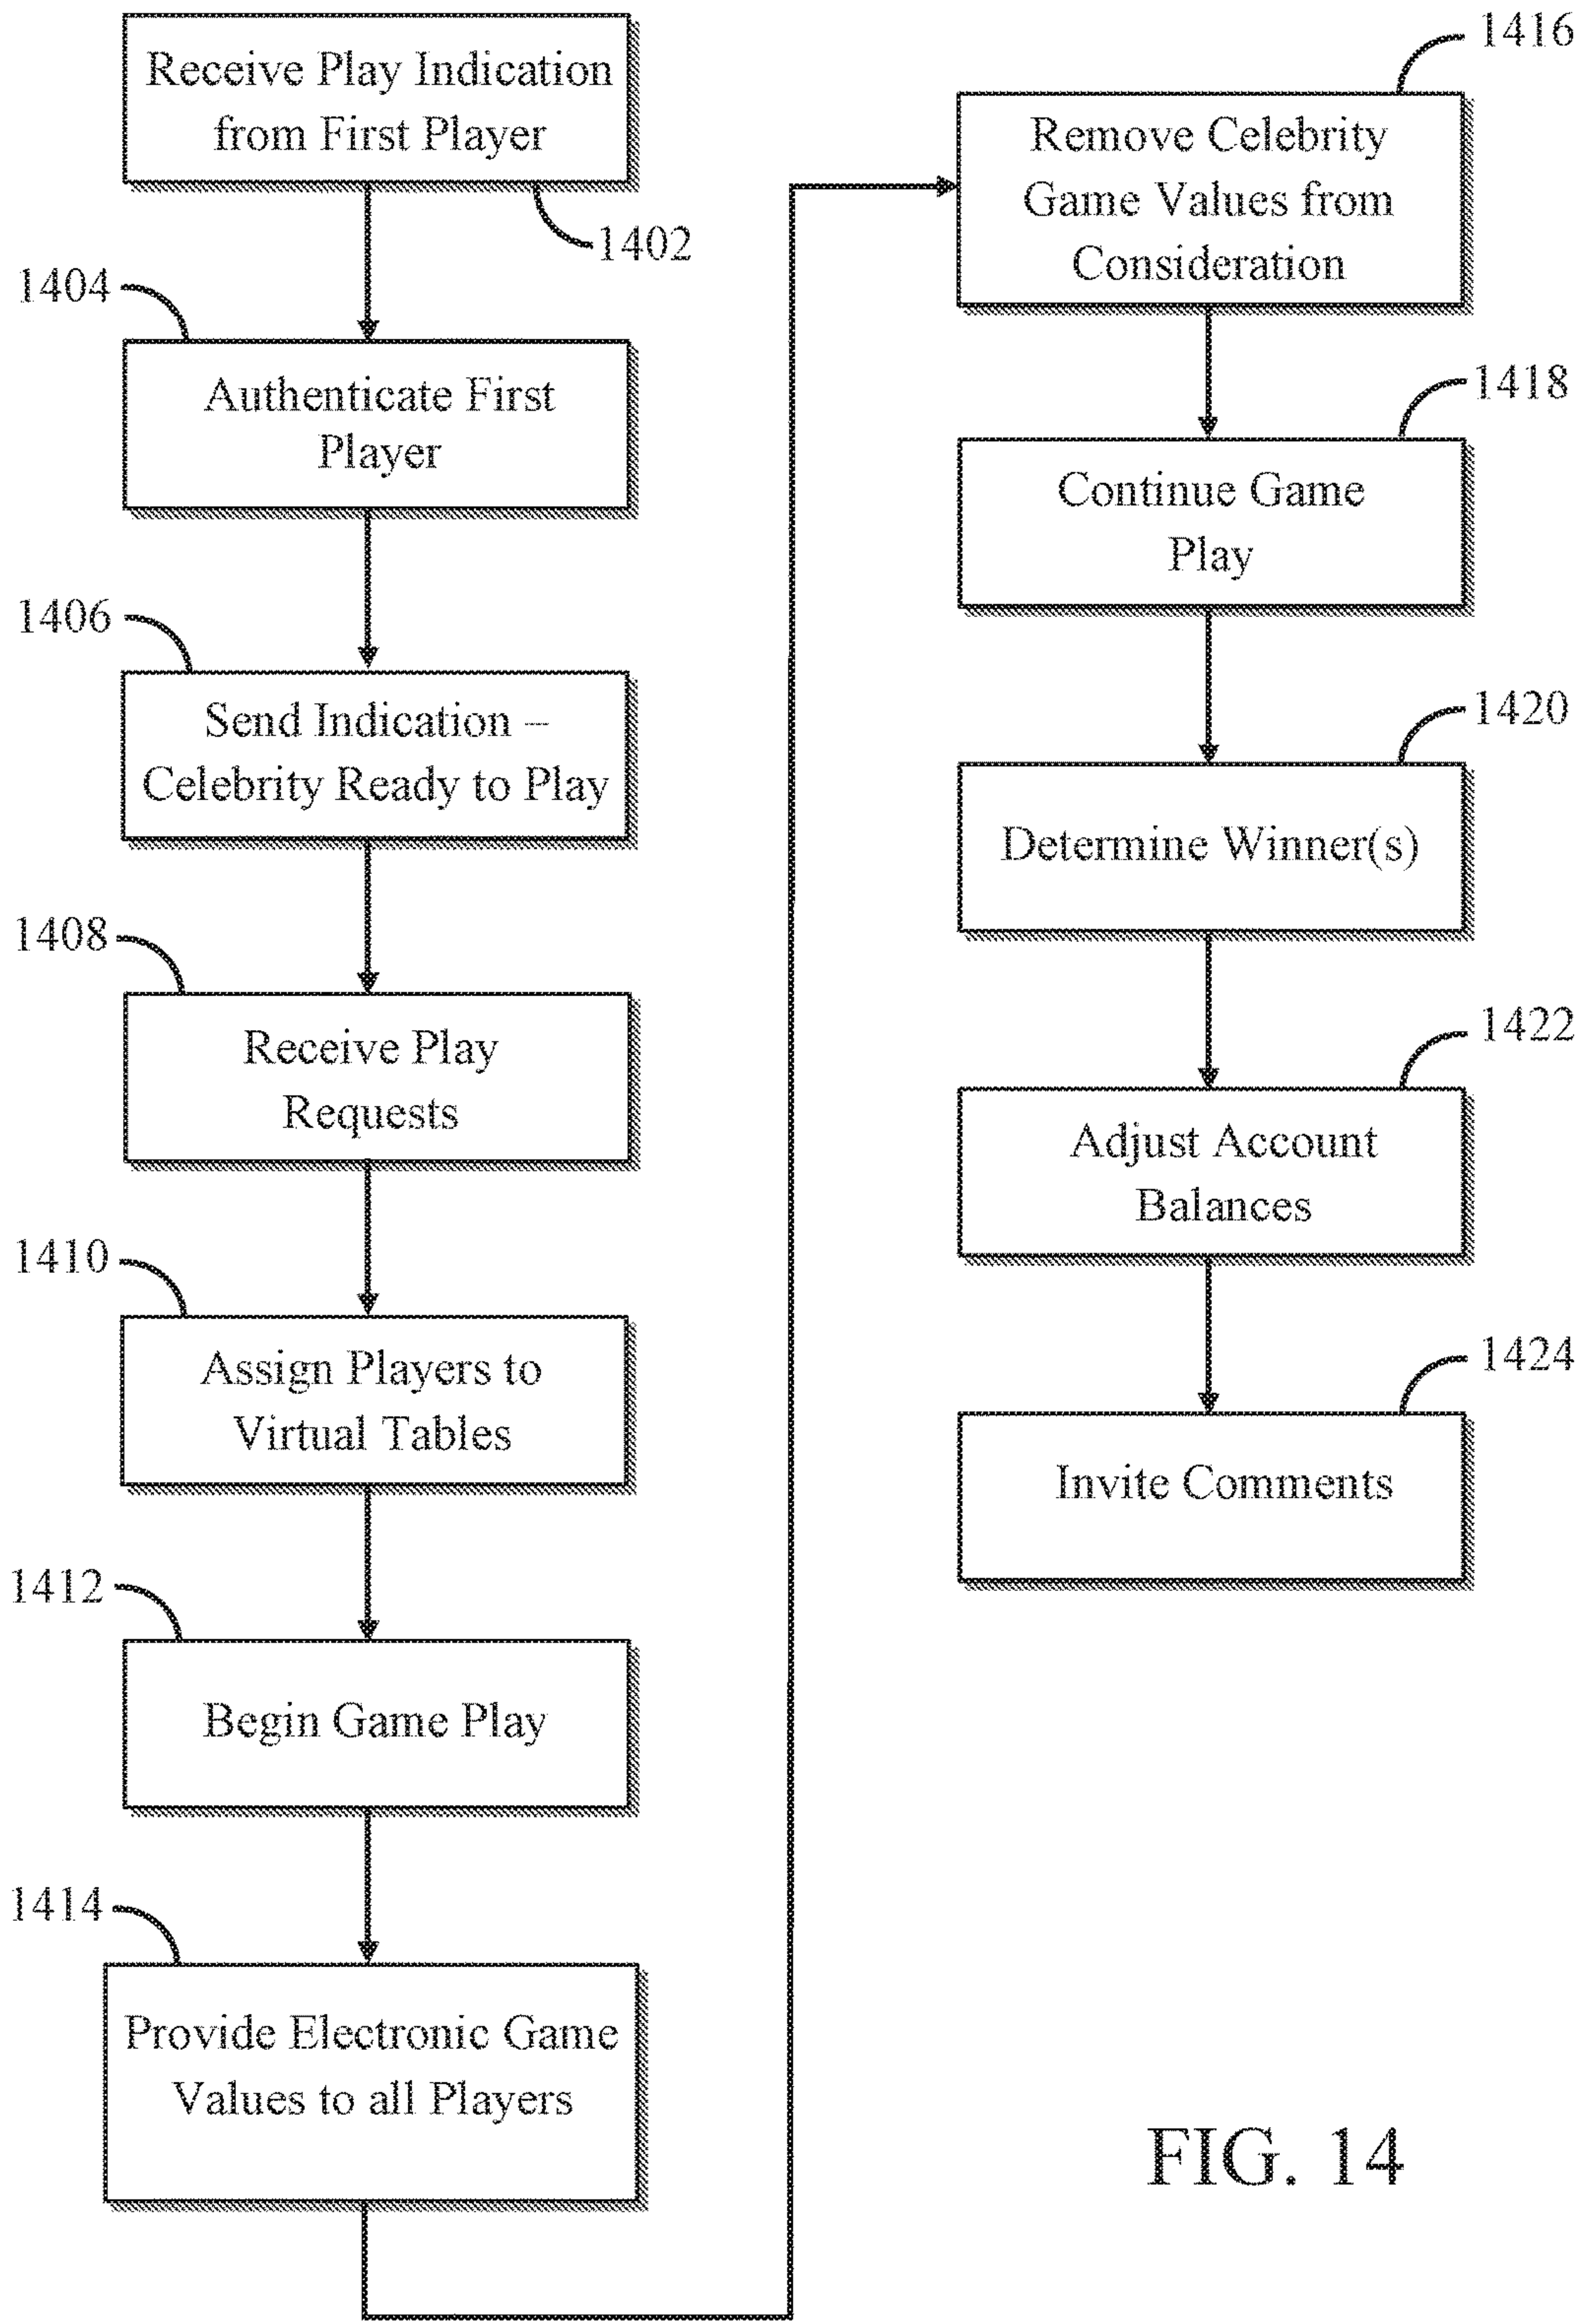 Receive Play Indication
from First Player
1402
1404
Authenticate First
Player
1406
Send Indication –
Celebrity Ready to Play
1408
Receive Play
Requests
1410
Assign Players to
Virtual Tables
1412
Begin Game Play
1414
Provide Electronic Game
Values to all Players
1416
Remove Celebrity
Game Values from
Consideration
1418
Continue Game
Play
1420
Determine Winner(s)
1422
Adjust Account
Balances
1424
Invite Comments
FIG. 14